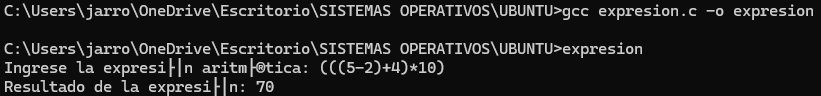 C:\Users\jarro\OneDrive\Escritorio\SISTEMAS OPERATIVOS\UBUNTU>gcc expresion.c -o expresion
C:\Users\jarro\OneDrive\Escritorio\SISTEMAS OPERATIVOS\UBUNTU>expresion
Ingrese la expresi├│n aritm├®tica: (((5-2)+4)*10)
Resultado de la expresi├│n: 70